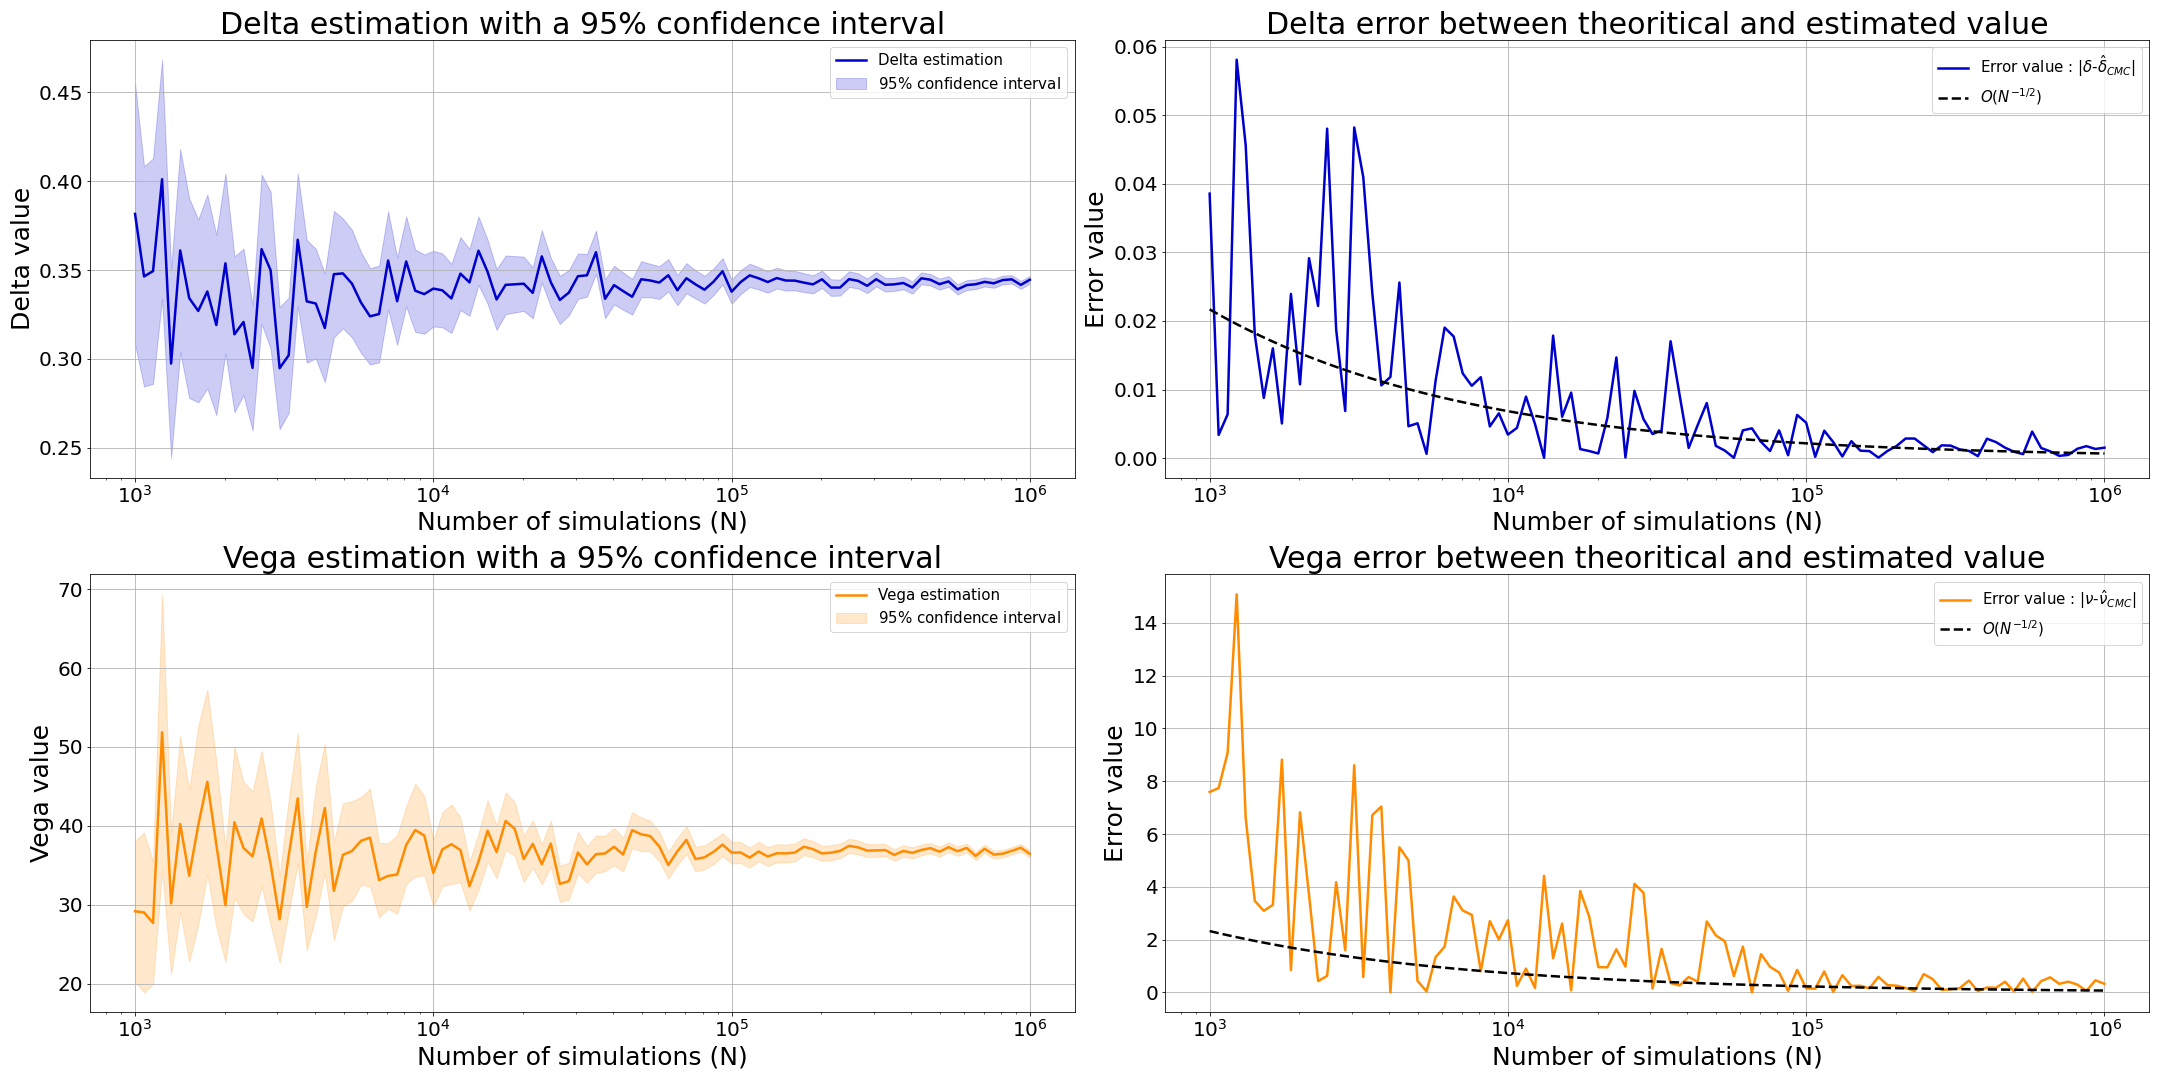 Delta estimation with a 95% confidence interval
Delta estimation
95% confidence interval
Delta value
0.45
0.40
0.35
0.30
0.25
10³
10⁴
10⁵
10⁶
Number of simulations (N)
Delta error between theoritical and estimated value
Error value : |δ-δ̂_CMC|
O(N⁻¹/²)
Error value
0.06
0.05
0.04
0.03
0.02
0.01
0.00
10³
10⁴
10⁵
10⁶
Number of simulations (N)
Vega estimation with a 95% confidence interval
Vega estimation
95% confidence interval
Vega value
70
60
50
40
30
20
10³
10⁴
10⁵
10⁶
Number of simulations (N)
Vega error between theoritical and estimated value
Error value : |ν-ν̂_CMC|
O(N⁻¹/²)
Error value
14
12
10
8
6
4
2
0
10³
10⁴
10⁵
10⁶
Number of simulations (N)